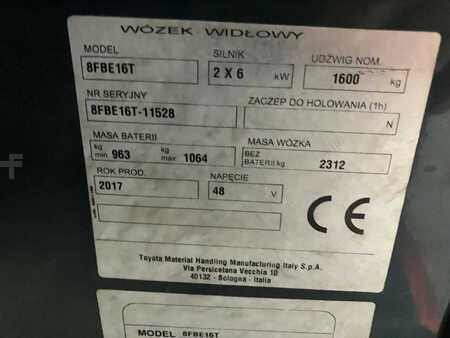 WÓZEK WIDŁOWY
MODEL SILNIK UDZWIG NOM.
8FBE16T 2 X 6 kW 1600 kg
NR SERYJNY ZACZEP DO HOLOWANIA (1h)
8FBE16T-11528 N
MASA BATERII MASA WÓZKA
kg min 963 kg max 1064 BEZ BATERII kg 2312
ROK PROD. NAPĘCIE
2017 48 V
CE
Toyota Material Handling Manufacturing Italy S.p.A.
Via Persicetana Vecchia 10
40132 - Bologna - Italia
MODEL 8FBE16T